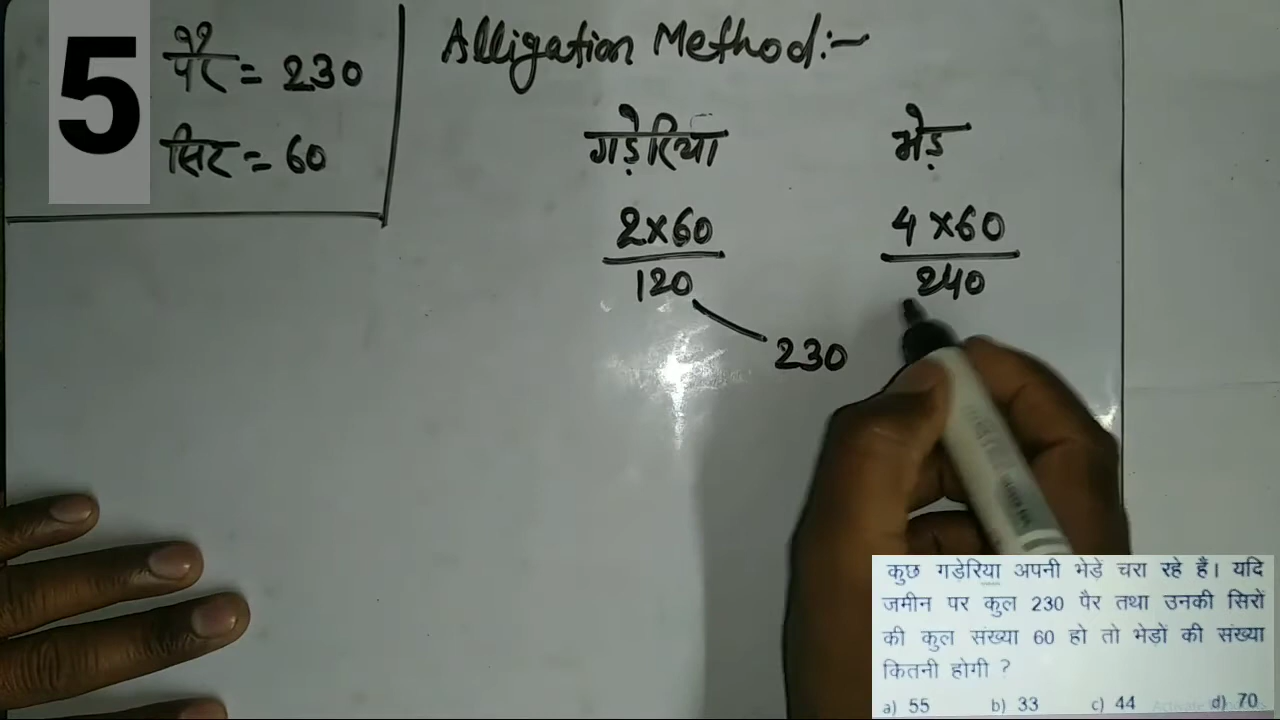 5
११
पैर = 230
सिर = 60
Alligation Method:-
गड़ेरिया भेड़
2×60 4×60
120 240
230
कुछ गड़ेरिया अपनी भेड़ें चरा रहे हैं। यदि
जमीन पर कुल 230 पैर तथा उनकी सिरों
की कुल संख्या 60 हो तो भेड़ों की संख्या
कितनी होगी ?
a) 55 b) 33 c) 44 d) 70